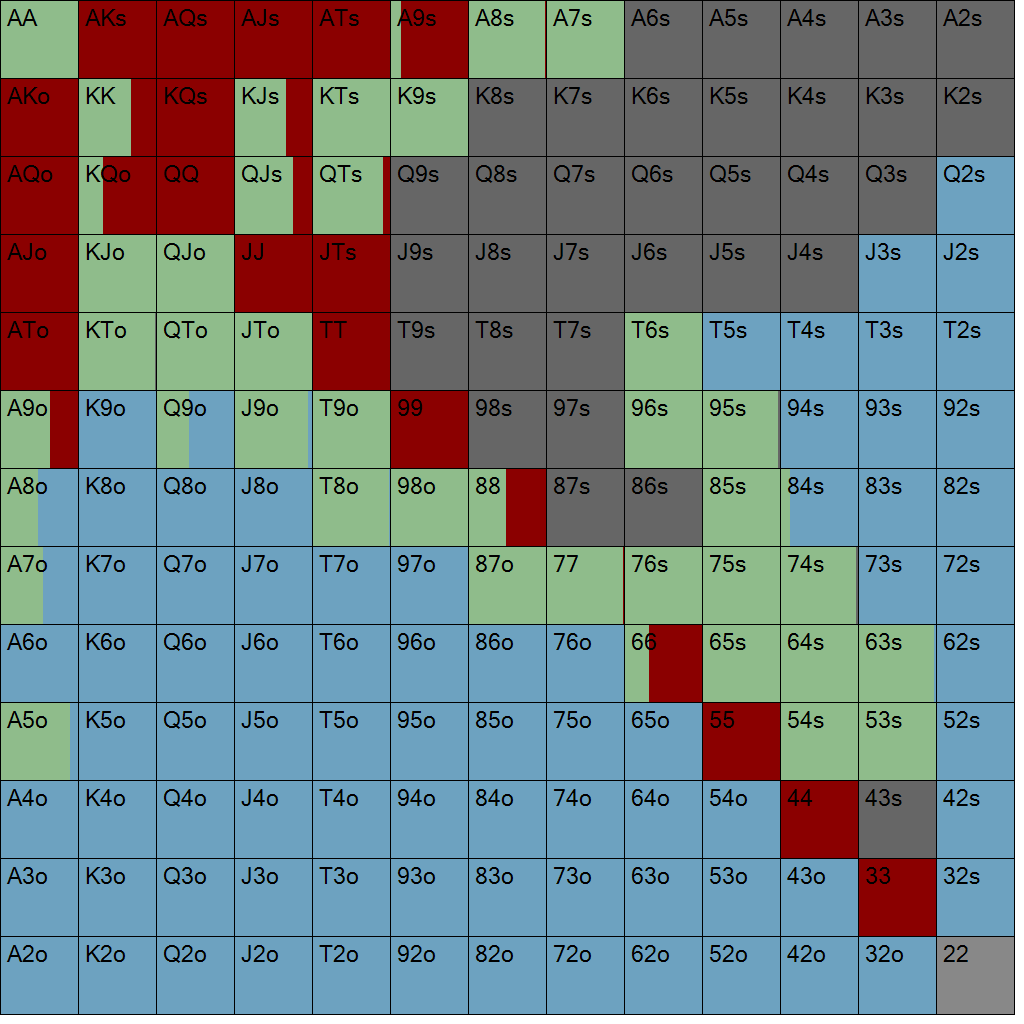 AA AKs AQs AJs ATs A9s A8s A7s A6s A5s A4s A3s A2s
AKo KK KQs KJs KTs K9s K8s K7s K6s K5s K4s K3s K2s
AQo KQo QQ QJs QTs Q9s Q8s Q7s Q6s Q5s Q4s Q3s Q2s
AJo KJo QJo JJ JTs J9s J8s J7s J6s J5s J4s J3s J2s
ATo KTo QTo JTo TT T9s T8s T7s T6s T5s T4s T3s T2s
A9o K9o Q9o J9o T9o 99 98s 97s 96s 95s 94s 93s 92s
A8o K8o Q8o J8o T8o 98o 88 87s 86s 85s 84s 83s 82s
A7o K7o Q7o J7o T7o 97o 87o 77 76s 75s 74s 73s 72s
A6o K6o Q6o J6o T6o 96o 86o 76o 66 65s 64s 63s 62s
A5o K5o Q5o J5o T5o 95o 85o 75o 65o 55 54s 53s 52s
A4o K4o Q4o J4o T4o 94o 84o 74o 64o 54o 44 43s 42s
A3o K3o Q3o J3o T3o 93o 83o 73o 63o 53o 43o 33 32s
A2o K2o Q2o J2o T2o 92o 82o 72o 62o 52o 42o 32o 22